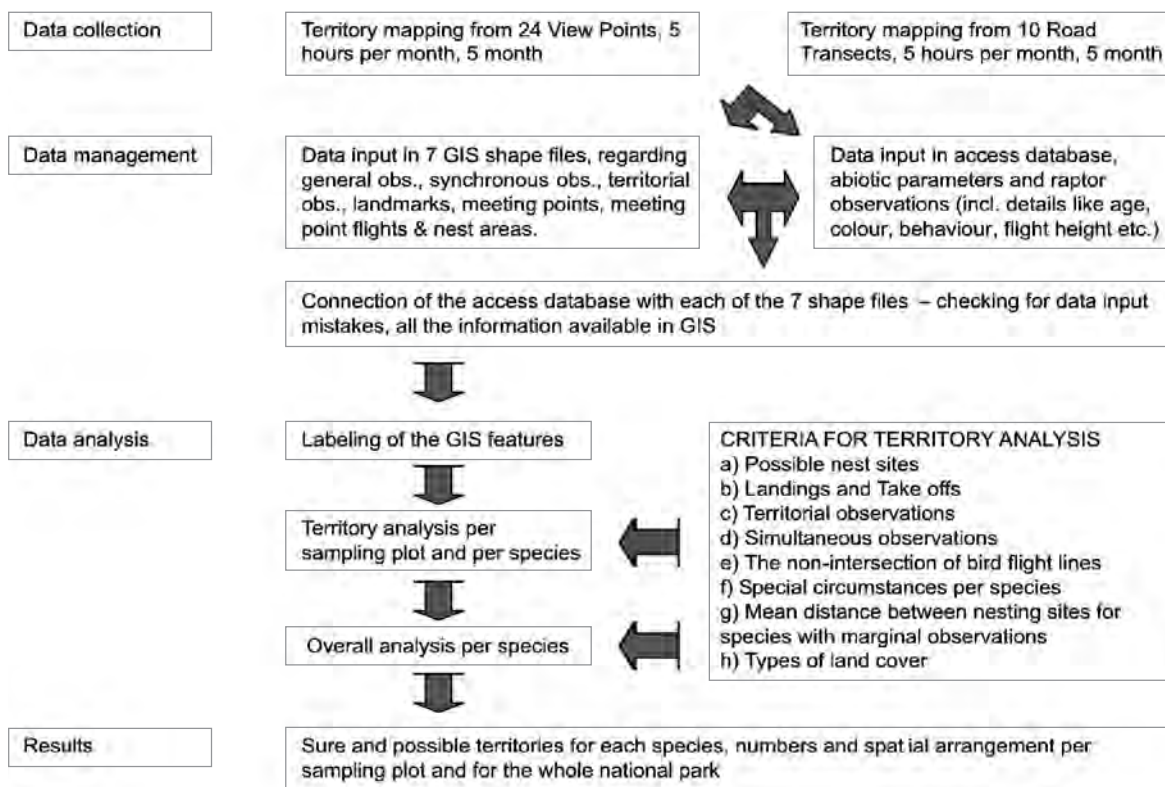 Data collection
Territory mapping from 24 View Points, 5
hours per month, 5 month
Territory mapping from 10 Road
Transects, 5 hours per month, 5 month
Data management
Data input in 7 GIS shape files, regarding
general obs., synchronous obs., territorial
obs., landmarks, meeting points, meeting
point flights & nest areas.
Data input in access database,
abiotic parameters and raptor
observations (incl. details like age,
colour, behaviour, flight height etc.)
Connection of the access database with each of the 7 shape files – checking for data input
mistakes, all the information available in GIS
Data analysis
Labeling of the GIS features
Territory analysis per
sampling plot and per species
Overall analysis per species
CRITERIA FOR TERRITORY ANALYSIS
a) Possible nest sites
b) Landings and Take offs
c) Territorial observations
d) Simultaneous observations
e) The non-intersection of bird flight lines
f) Special circumstances per species
g) Mean distance between nesting sites for
species with marginal observations
h) Types of land cover
Results
Sure and possible territories for each species, numbers and spatial arrangement per
sampling plot and for the whole national park